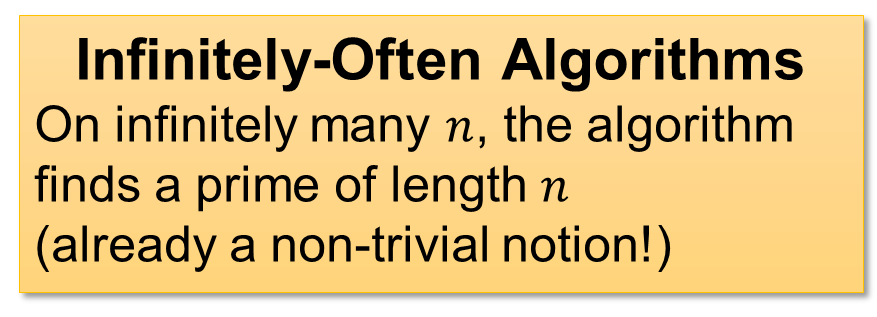 Infinitely-Often Algorithms
On infinitely many n, the algorithm
finds a prime of length n
(already a non-trivial notion!)